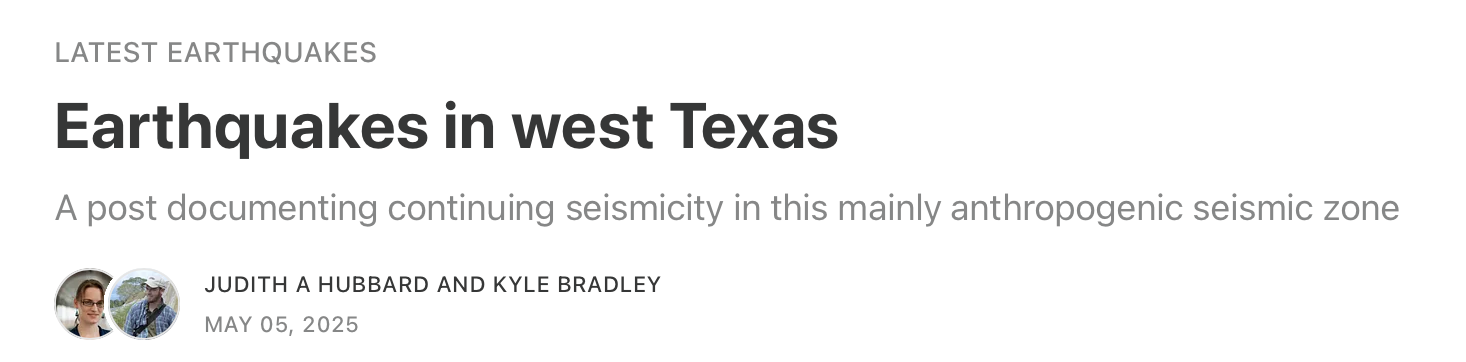 LATEST EARTHQUAKES
Earthquakes in west Texas
A post documenting continuing seismicity in this mainly anthropogenic seismic zone
JUDITH A HUBBARD AND KYLE BRADLEY
MAY 05, 2025